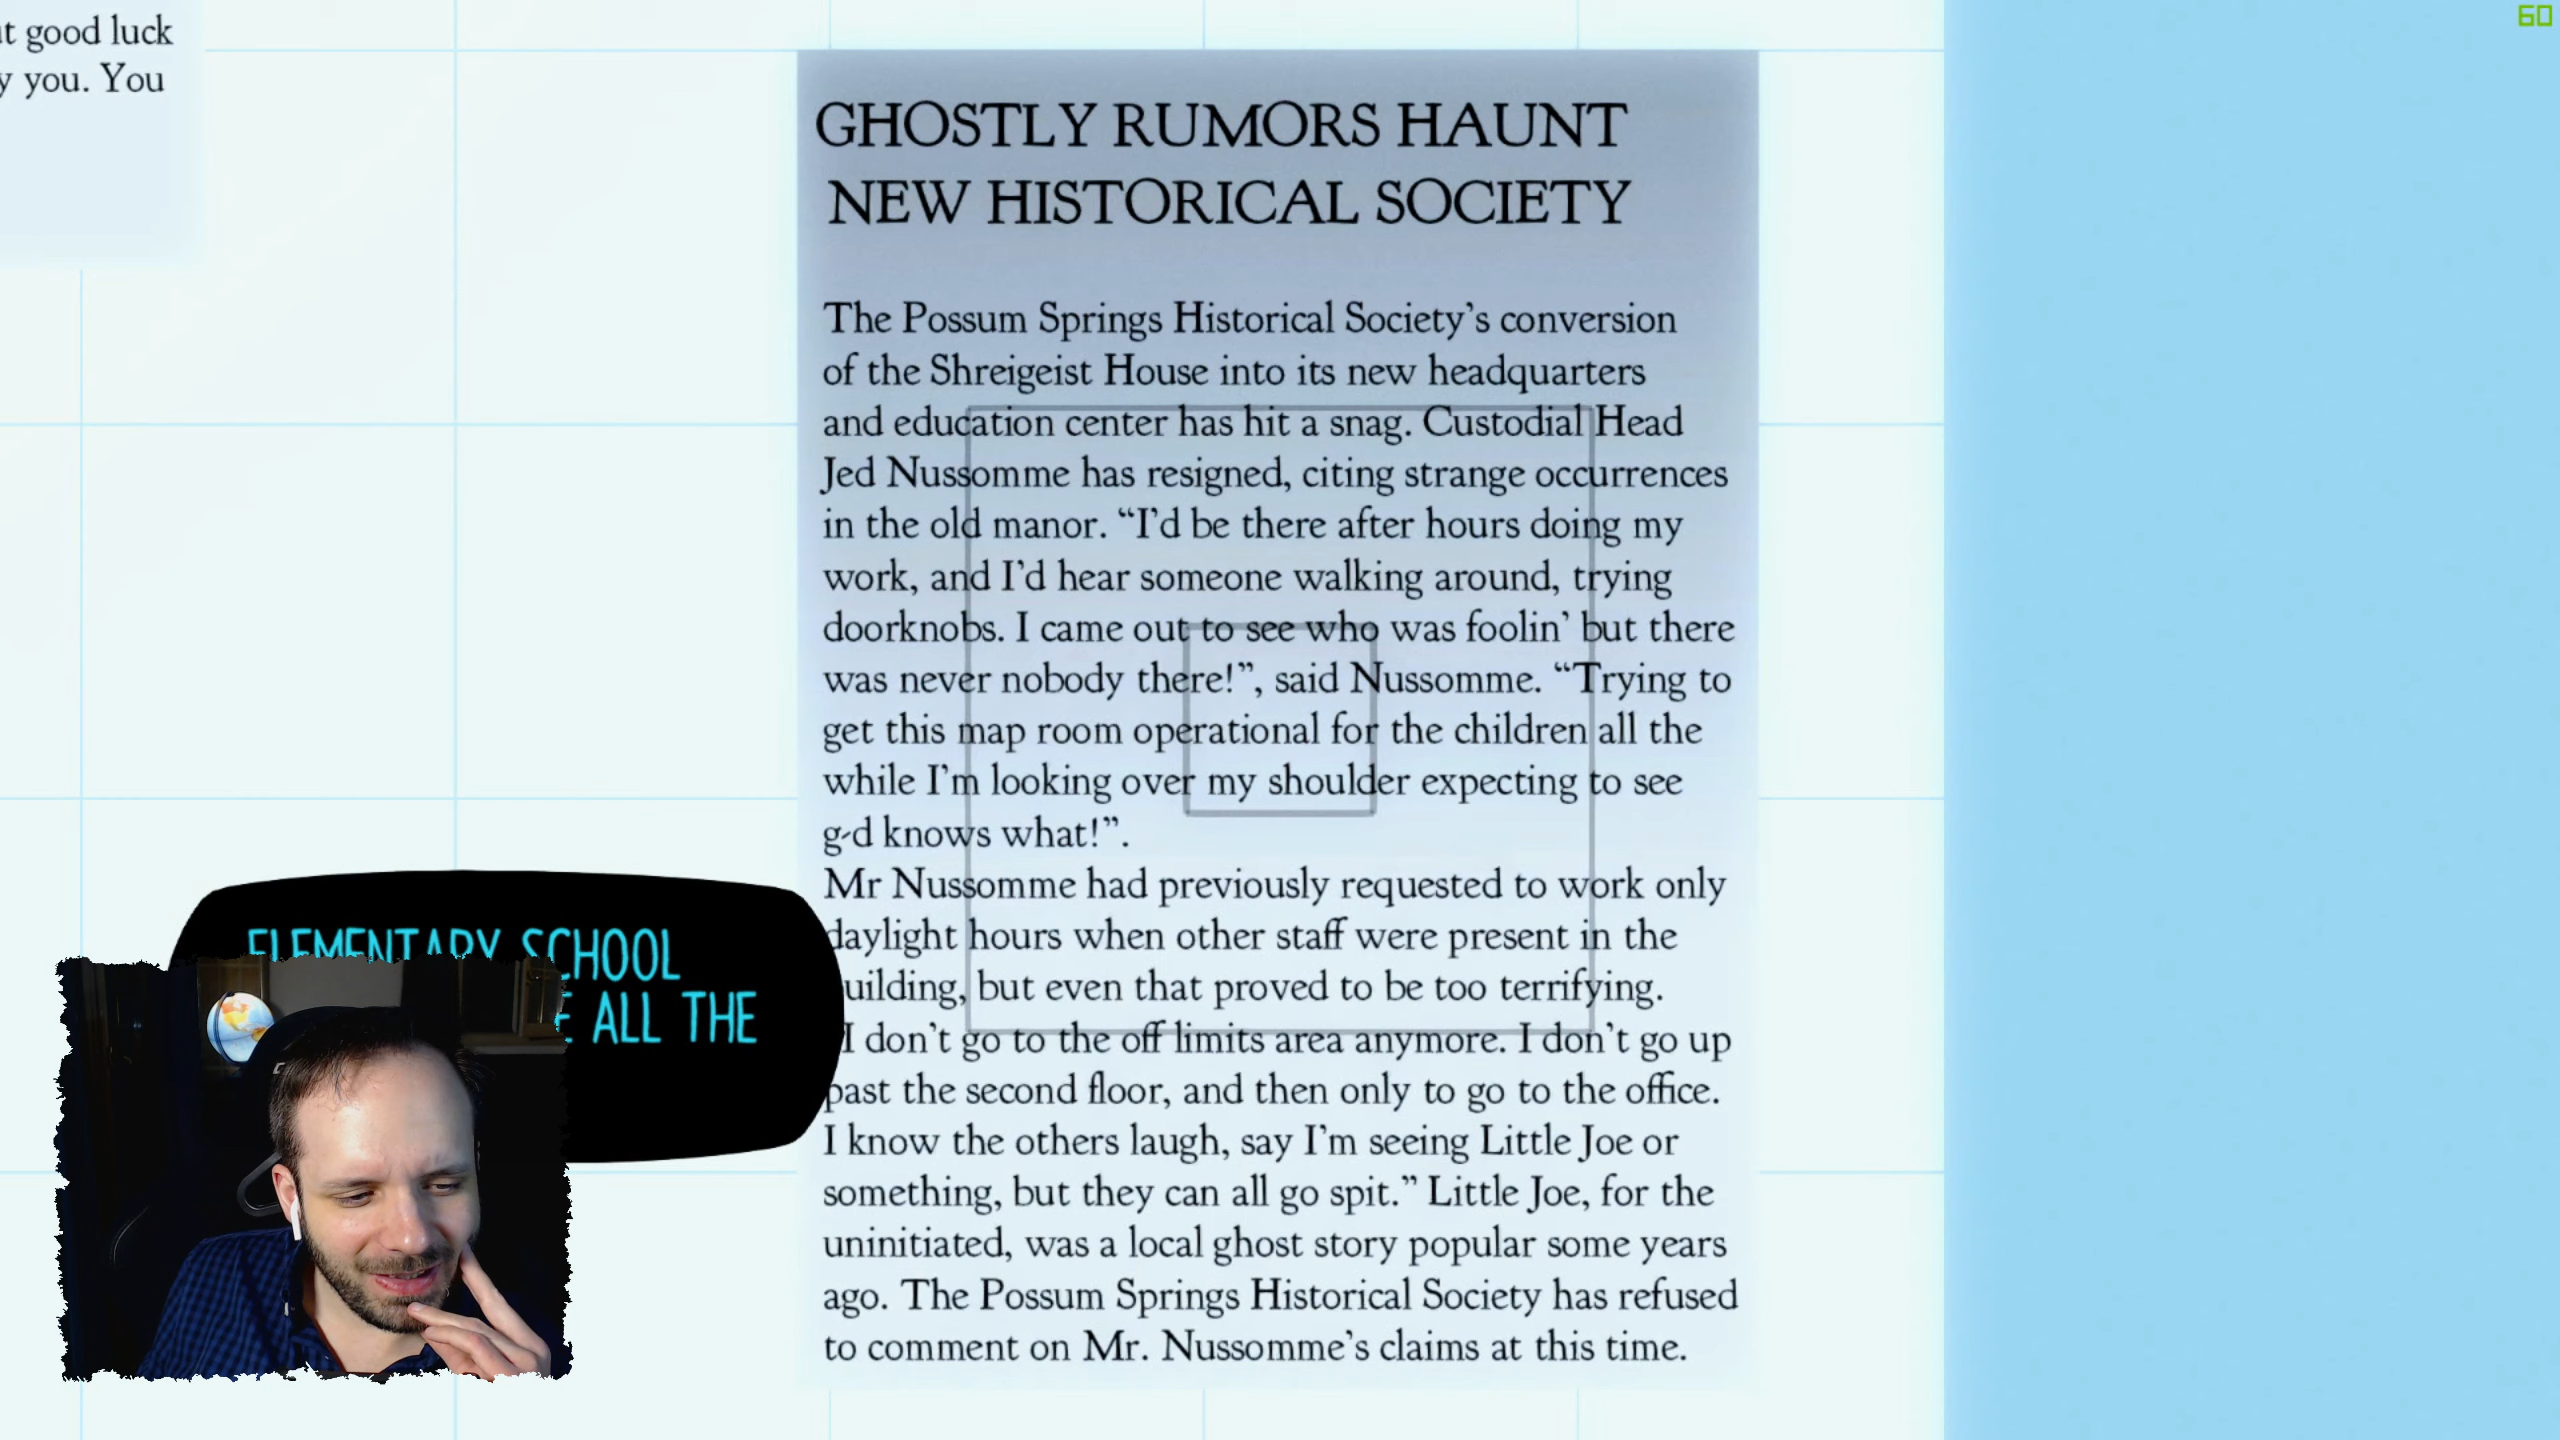 t good luck
y you. You
60
GHOSTLY RUMORS HAUNT
NEW HISTORICAL SOCIETY
The Possum Springs Historical Society’s conversion
of the Shreigeist House into its new headquarters
and education center has hit a snag. Custodial Head
Jed Nussomme has resigned, citing strange occurrences
in the old manor. “I’d be there after hours doing my
work, and I’d hear someone walking around, trying
doorknobs. I came out to see who was foolin’ but there
was never nobody there!”, said Nussomme. “Trying to
get this map room operational for the children all the
while I’m looking over my shoulder expecting to see
g-d knows what!”.
Mr Nussomme had previously requested to work only
daylight hours when other staff were present in the
uilding, but even that proved to be too terrifying.
I don’t go to the off limits area anymore. I don’t go up
past the second floor, and then only to go to the office.
I know the others laugh, say I’m seeing Little Joe or
something, but they can all go spit.” Little Joe, for the
uninitiated, was a local ghost story popular some years
ago. The Possum Springs Historical Society has refused
to comment on Mr. Nussomme’s claims at this time.
ELEMENTARY SCHOOL
ALL THE